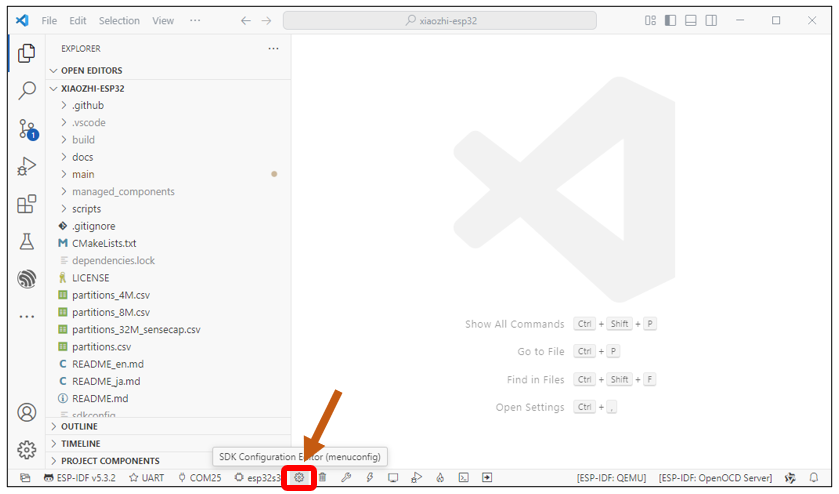 File Edit Selection View ··· xiaozhi-esp32
EXPLORER ···
OPEN EDITORS
XIAOZHI-ESP32
.github
.vscode
build
docs
main
managed_components
scripts
.gitignore
CMakeLists.txt
dependencies.lock
LICENSE
partitions_4M.csv
partitions_8M.csv
partitions_32M_sensecap.csv
partitions.csv
README_en.md
README_ja.md
README.md
sdkconfig
OUTLINE
TIMELINE
PROJECT COMPONENTS
1
Show All Commands Ctrl + Shift + P
Go to File Ctrl + P
Find in Files Ctrl + Shift + F
Open Settings Ctrl + ,
SDK Configuration Editor (menuconfig)
ESP-IDF v5.3.2 UART COM25 esp32s3 [ESP-IDF: QEMU] [ESP-IDF: OpenOCD Server]